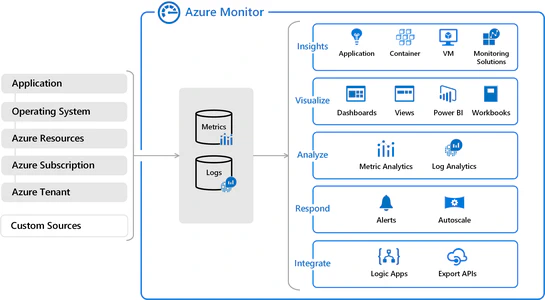 Azure Monitor
Application
Operating System
Azure Resources
Azure Subscription
Azure Tenant
Custom Sources
Metrics
Logs
Insights
Application
Container
VM
Monitoring
Solutions
Visualize
Dashboards
Views
Power BI
Workbooks
Analyze
Metric Analytics
Log Analytics
Respond
Alerts
Autoscale
Integrate
Logic Apps
Export APIs